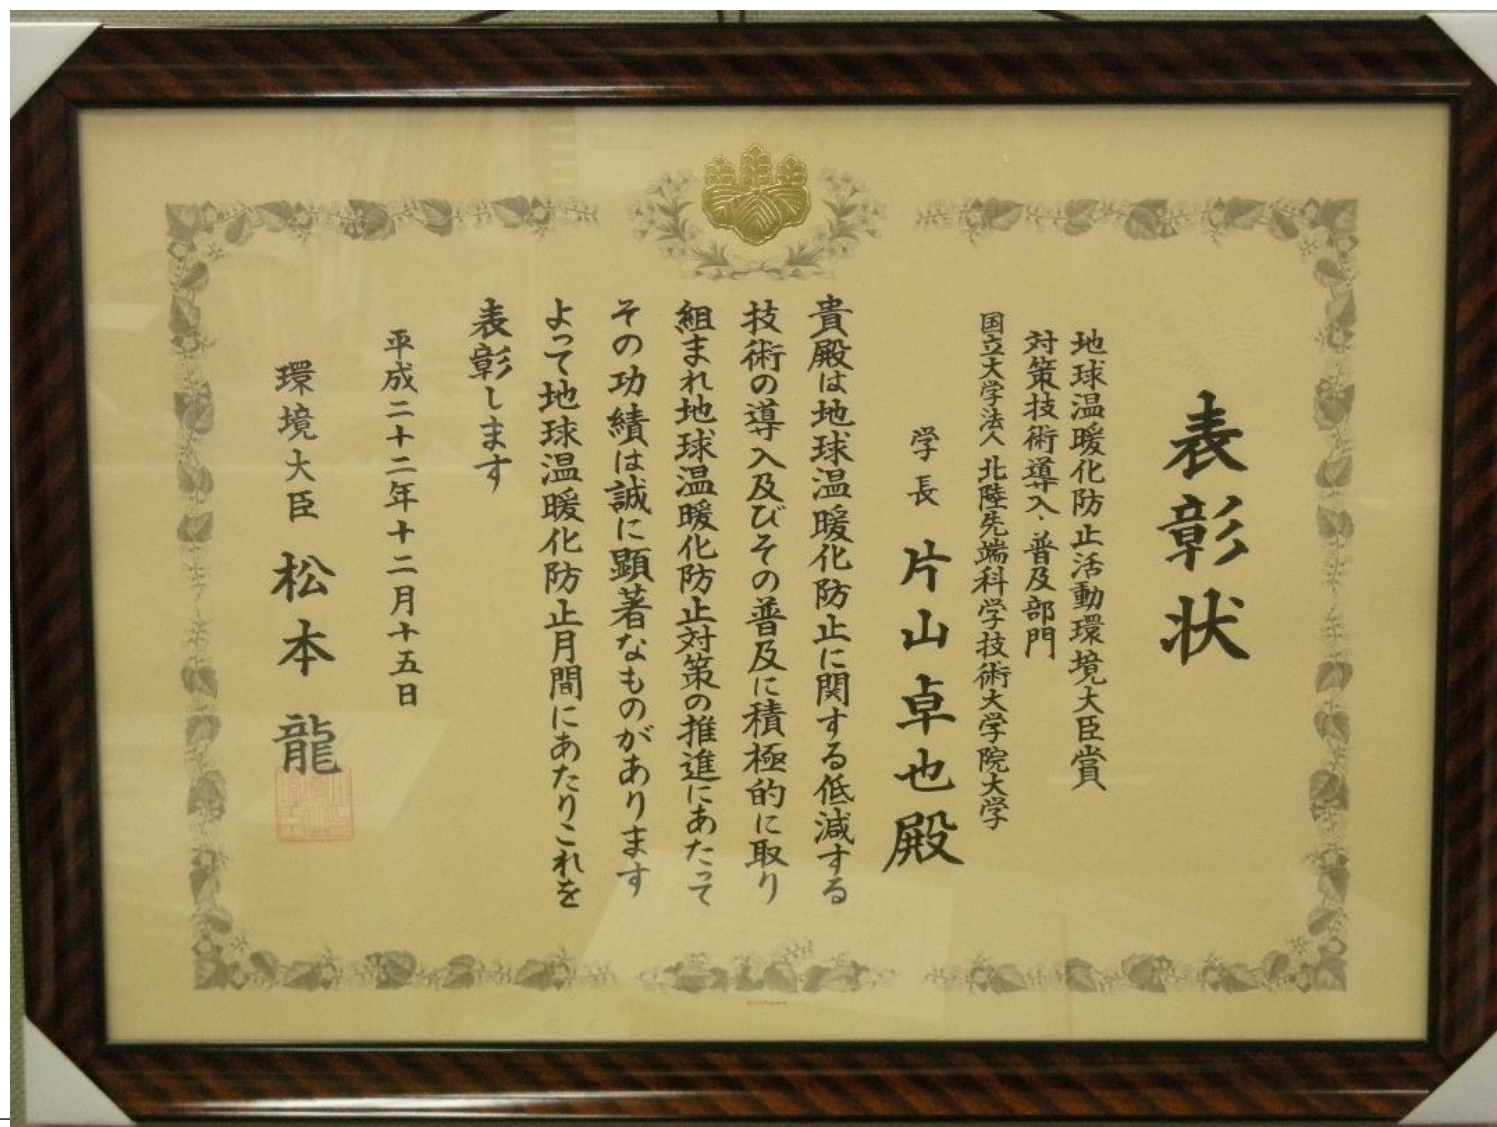 表彰状
地球温暖化防止活動環境大臣賞
対策技術導入・普及部門
国立大学法人 北陸先端科学技術大学院大学
学長 片山卓也殿
貴殿は地球温暖化防止に関する低減する
技術の導入及びその普及に積極的に取り
組まれ地球温暖化防止対策の推進にあたって
その功績は誠に顕著なものがあります
よって地球温暖化防止月間にあたりこれを
表彰します
平成二十二年十二月十五日
環境大臣 松本龍